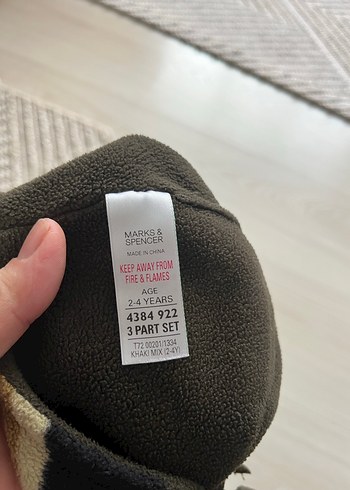 MARKS &
SPENCER
MADE IN CHINA
KEEP AWAY FROM
FIRE & FLAMES
AGE
2-4 YEARS
4384 922
3 PART SET
T72 00201/1334
KHAKI MIX (2-4Y)